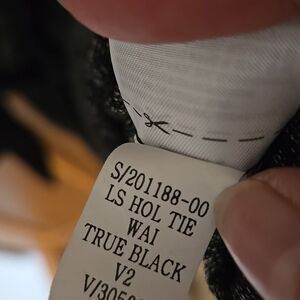 S/201188-00
LS HOL TIE
WAI
TRUE BLACK
V2